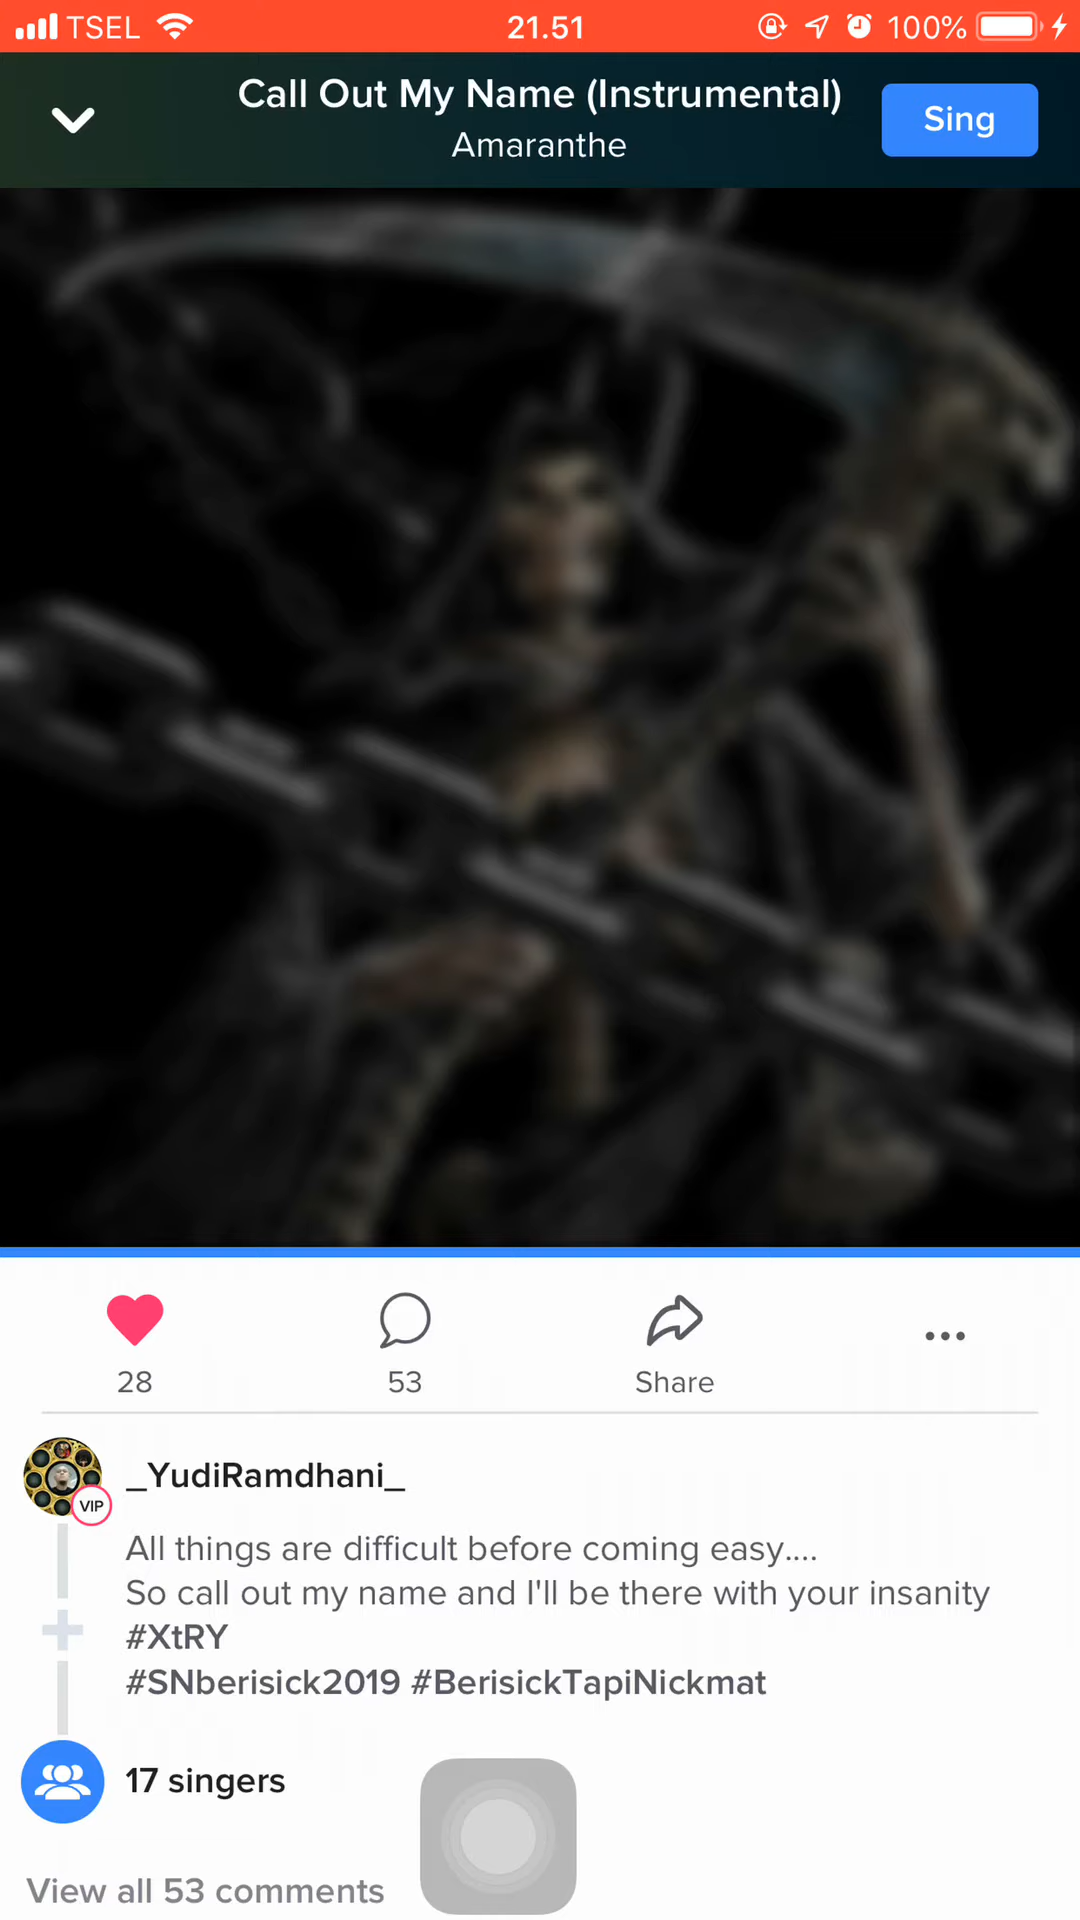 TSEL 21.51 100%
Call Out My Name (Instrumental)
Amaranthe
Sing
28
53
Share
_YudiRamdhani_
VIP
All things are difficult before coming easy....
So call out my name and I'll be there with your insanity
#XtRY
#SNberisick2019 #BerisickTapiNickmat
17 singers
View all 53 comments